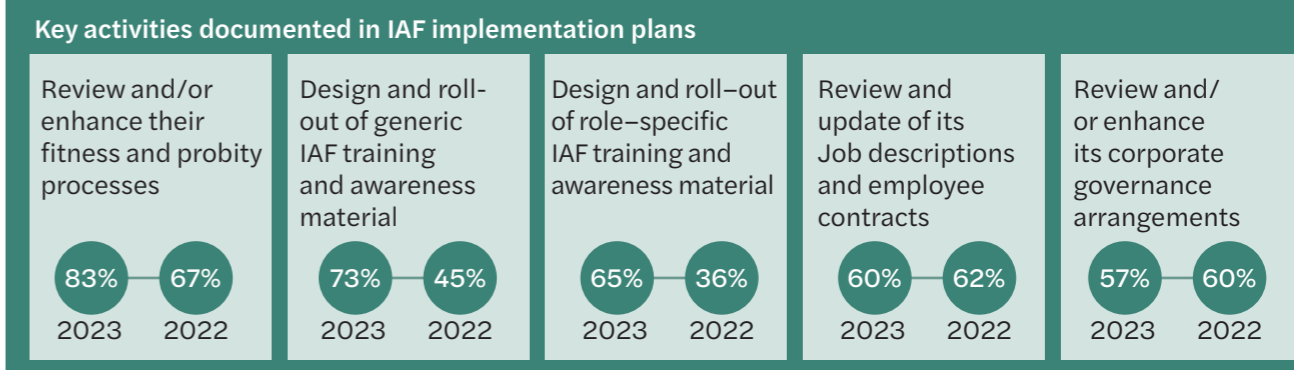 Key activities documented in IAF implementation plans
Review and/or
enhance their
fitness and probity
processes
83%
67%
2023
2022
Design and roll-
out of generic
IAF training
and awareness
material
73%
45%
2023
2022
Design and roll–out
of role–specific
IAF training and
awareness material
65%
36%
2023
2022
Review and
update of its
Job descriptions
and employee
contracts
60%
62%
2023
2022
Review and/
or enhance
its corporate
governance
arrangements
57%
60%
2023
2022